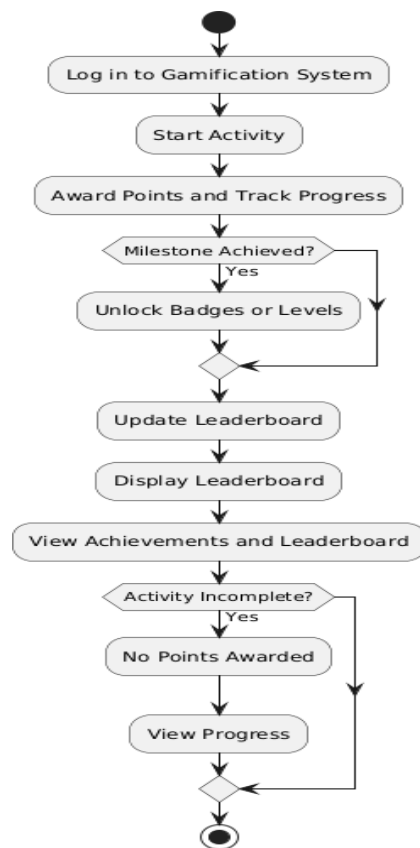 Log in to Gamification System
Start Activity
Award Points and Track Progress
Milestone Achieved?
Yes
Unlock Badges or Levels
Update Leaderboard
Display Leaderboard
View Achievements and Leaderboard
Activity Incomplete?
Yes
No Points Awarded
View Progress